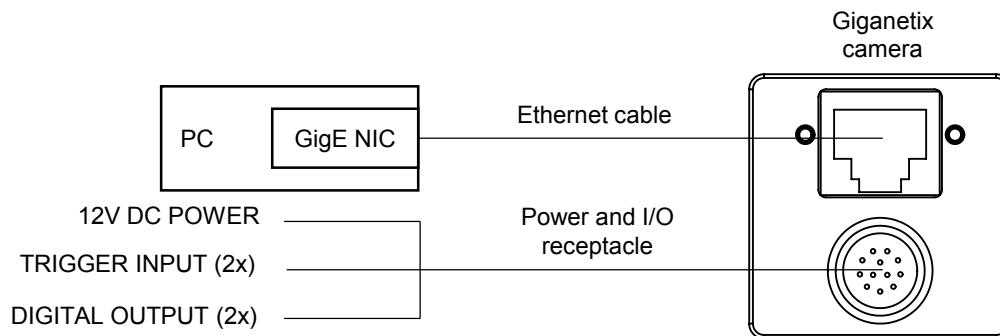 Giganetix
camera
PC
GigE NIC
Ethernet cable
12V DC POWER
Power and I/O
receptacle
TRIGGER INPUT (2x)
DIGITAL OUTPUT (2x)